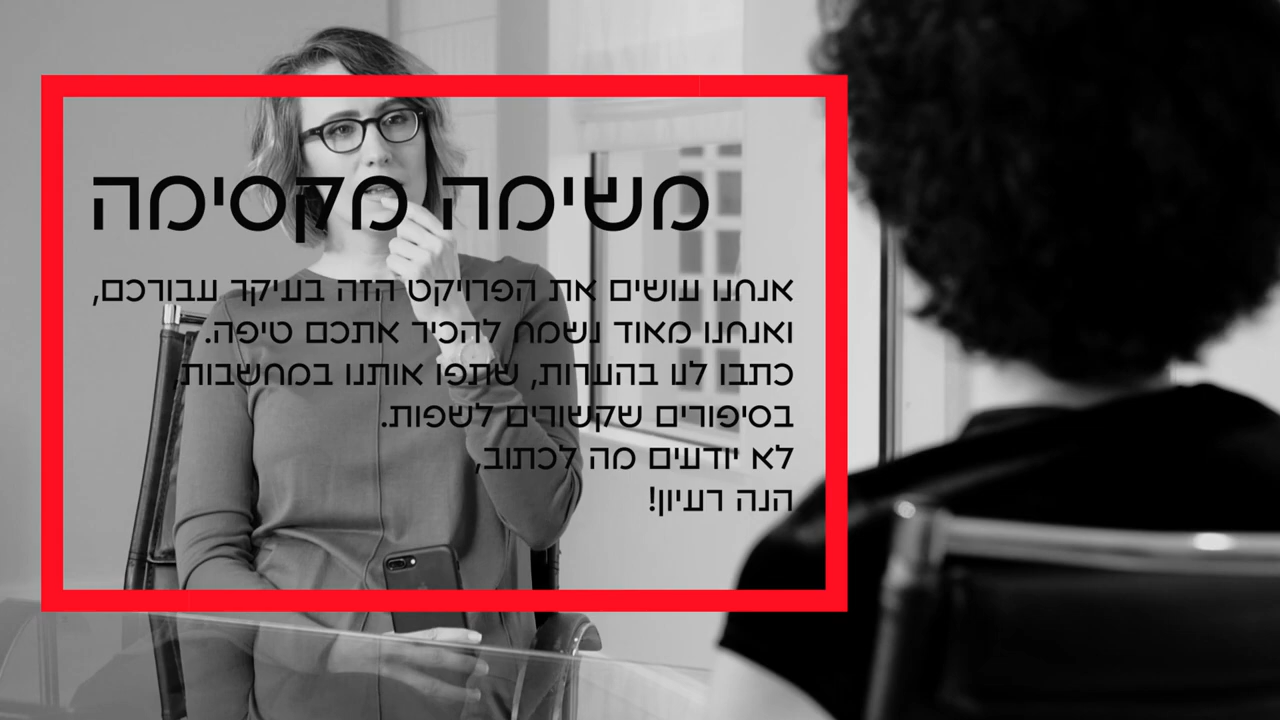 משימה מקסימה
אנחנו עושים את הפרויקט הזה בעיקר עבורכם,
ואנחנו מאוד נשמח להכיר אתכם טיפה.
כתבו לנו בהערות, שתפו אותנו במחשבות,
בסיפורים שקשורים לשפות.
לא יודעים מה לכתוב,
הנה רעיון!